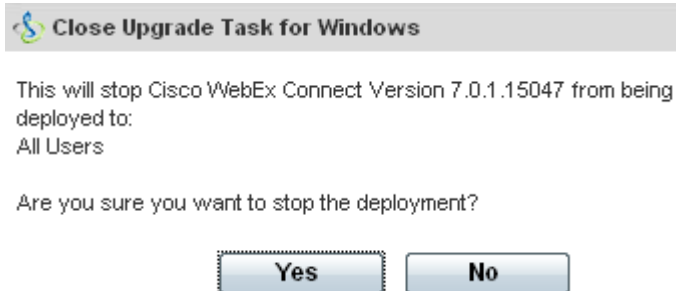 Close Upgrade Task for Windows
This will stop Cisco WebEx Connect Version 7.0.1.15047 from being
deployed to:
All Users
Are you sure you want to stop the deployment?
Yes
No